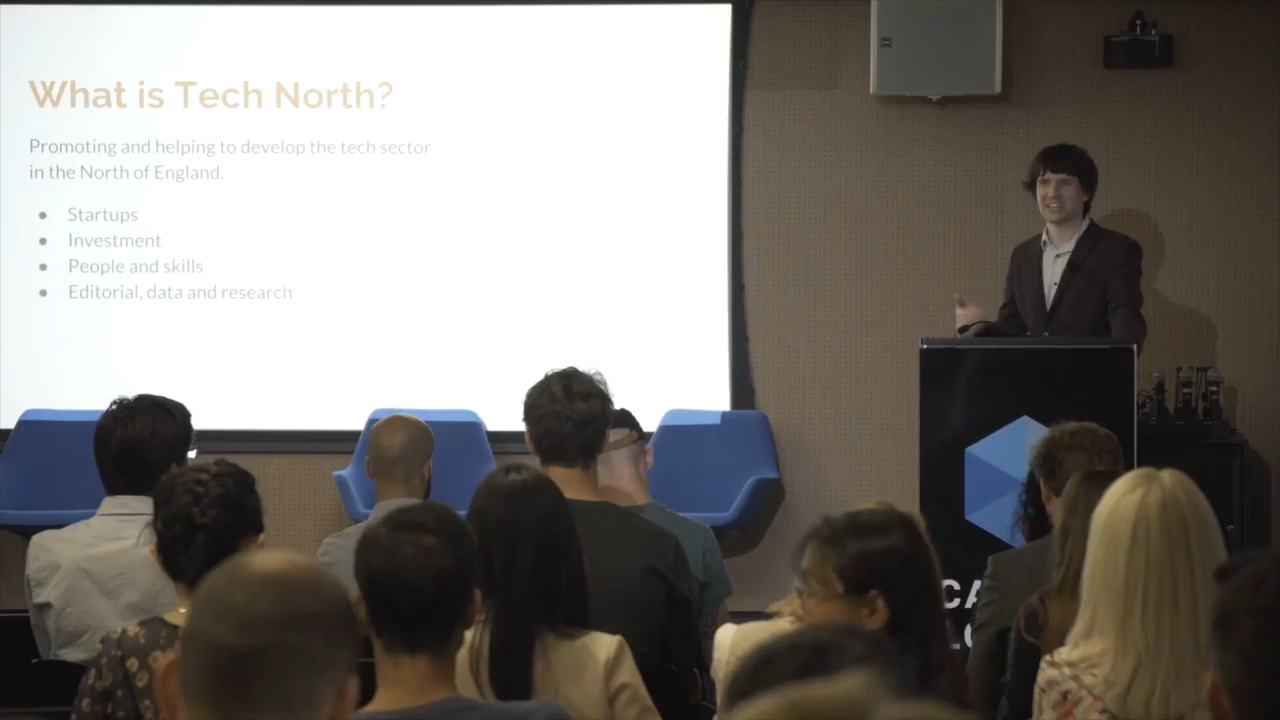 What is Tech North?
Promoting and helping to develop the tech sector
in the North of England.
• Startups
• Investment
• People and skills
• Editorial, data and research